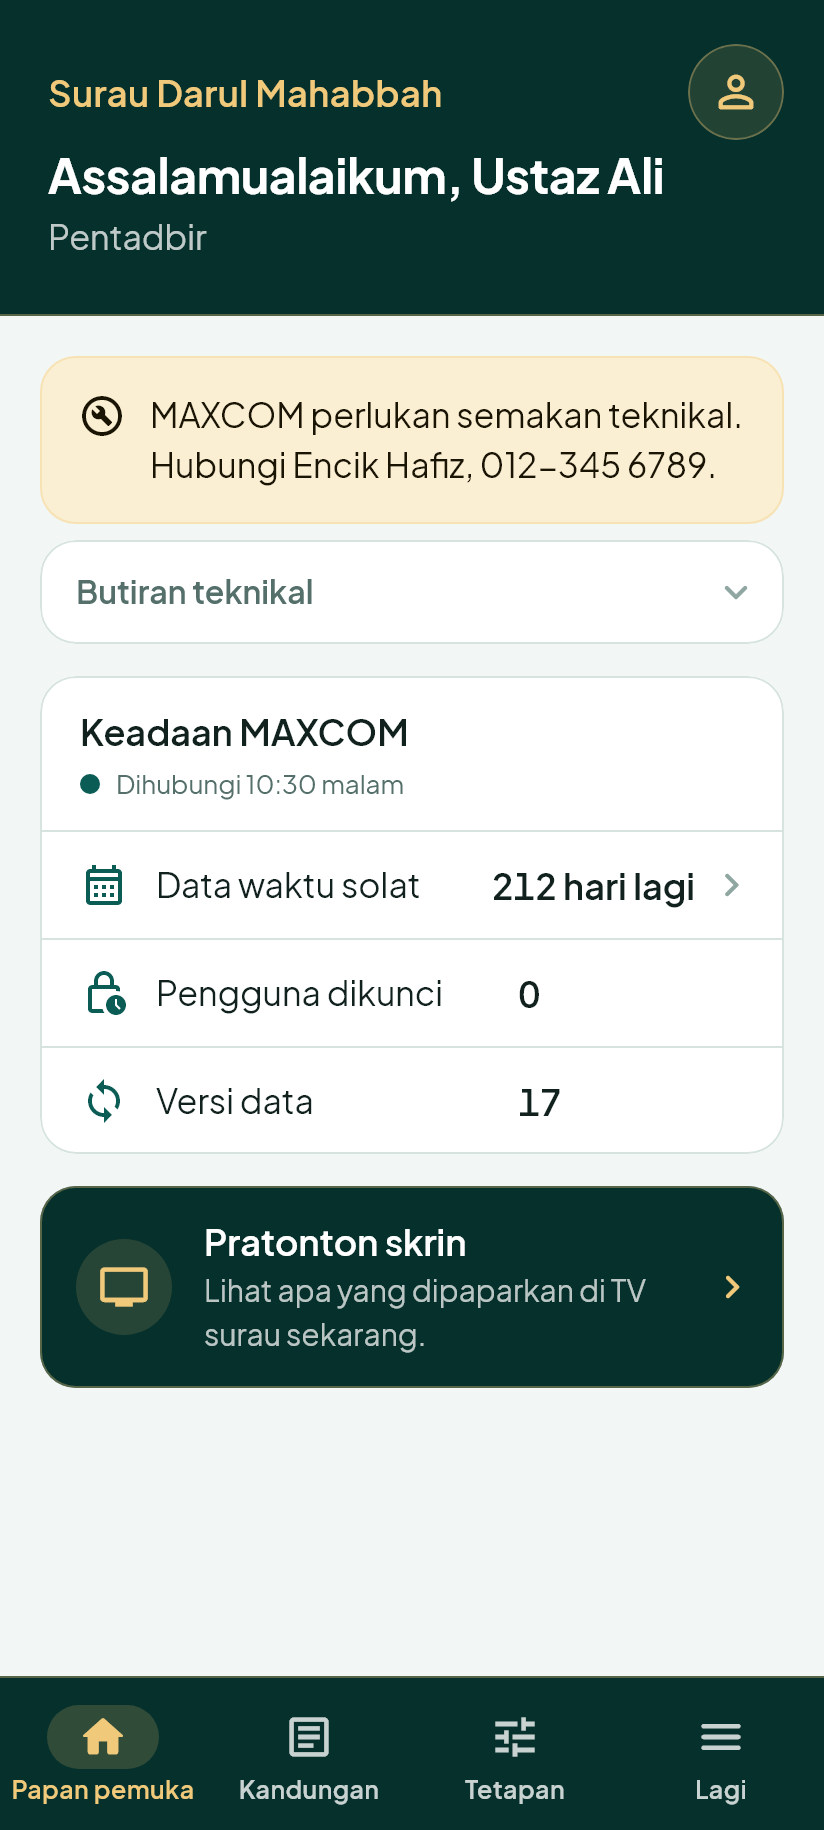 Surau Darul Mahabbah
Assalamualaikum, Ustaz Ali
Pentadbir
MAXCOM perlukan semakan teknikal.
Hubungi Encik Hafiz, 012-345 6789.
Butiran teknikal
Keadaan MAXCOM
Dihubungi 10:30 malam
Data waktu solat 212 hari lagi
Pengguna dikunci 0
Versi data 17
Pratonton skrin
Lihat apa yang dipaparkan di TV
surau sekarang.
Papan pemuka Kandungan Tetapan Lagi